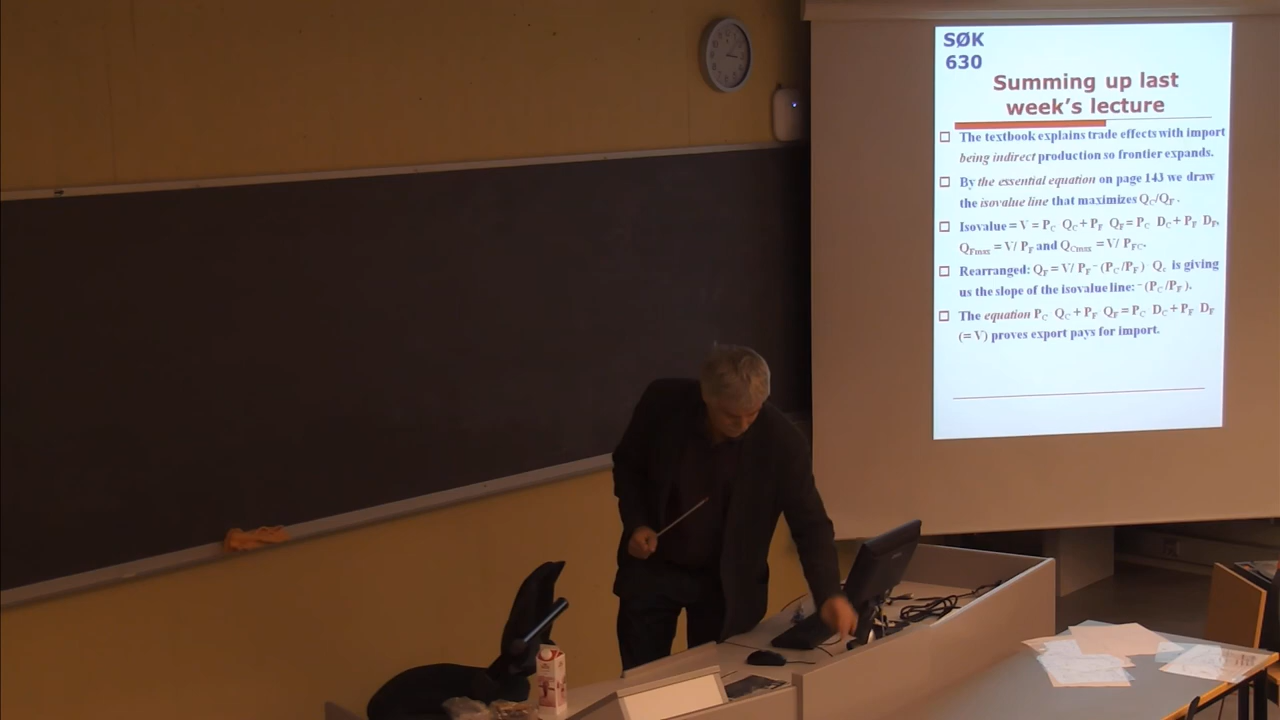 SØK
630
Summing up last
week's lecture
The textbook explains trade effects with import
being indirect production so frontier expands.
By the essential equation on page 143 we draw
the isovalue line that maximizes QC/QF .
Isovalue = V = PC QC + PF QF = PC DC + PF DF.
QFmax = V/ PF and QCmax = V/ PFC.
Rearranged: QF = V/ PF - (PC/PF) Qc is giving
us the slope of the isovalue line: - (PC/PF).
The equation PC QC + PF QF = PC DC + PF DF
(= V) proves export pays for import.